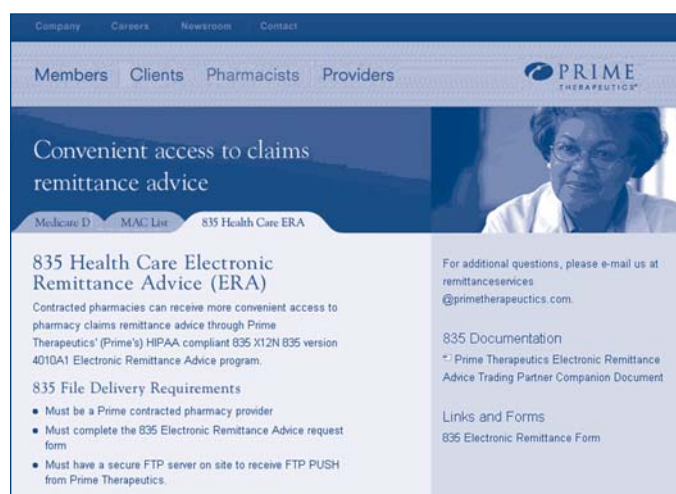 Company Careers Newsroom Contact
Members Clients Pharmacists Providers
PRIME
THERAPEUTICS
Convenient access to claims
remittance advice
Medicare D MAC List 835 Health Care ERA
835 Health Care Electronic
Remittance Advice (ERA)
Contracted pharmacies can receive more convenient access to
pharmacy claims remittance advice through Prime
Therapeutics' (Prime's) HIPAA compliant 835 X12N 835 version
4010A1 Electronic Remittance Advice program.
835 File Delivery Requirements
Must be a Prime contracted pharmacy provider
Must complete the 835 Electronic Remittance Advice request
form
Must have a secure FTP server on site to receive FTP PUSH
from Prime Therapeutics.
For additional questions, please e-mail us at
remittanceservices
@primetherapeuctics.com.
835 Documentation
Prime Therapeutics Electronic Remittance
Advice Trading Partner Companion Document
Links and Forms
835 Electronic Remittance Form